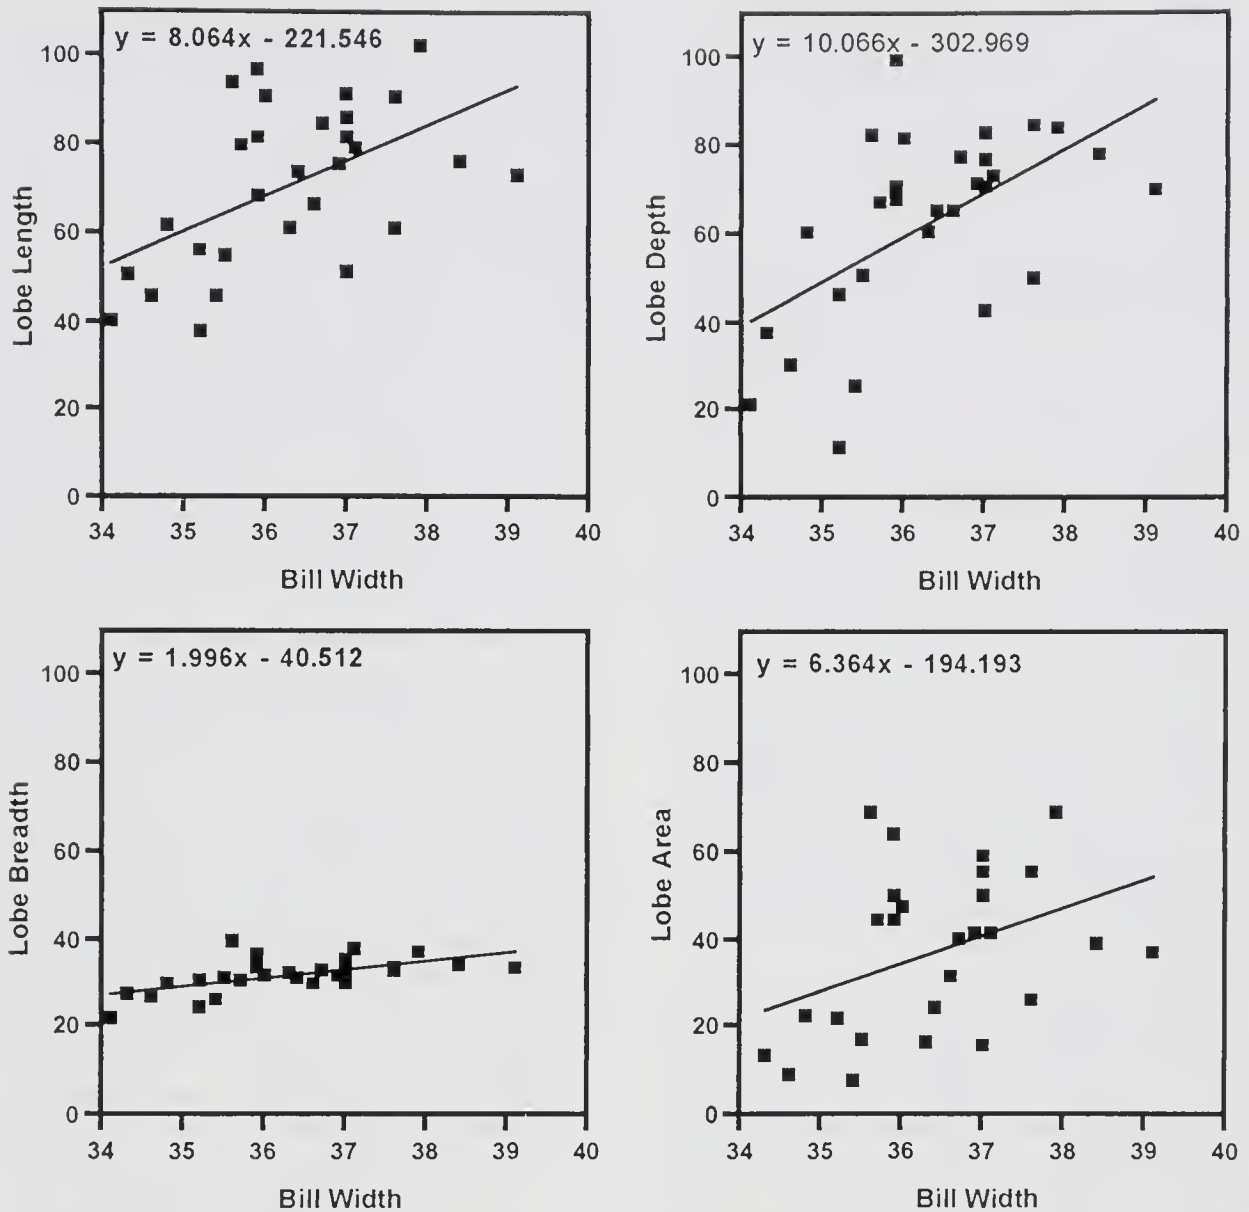 y = 8.064x - 221.546
100
80
60
40
20
0
Lobe Length
34 35 36 37 38 39 40
Bill Width
y = 10.066x - 302.969
100
80
60
40
20
0
Lobe Depth
34 35 36 37 38 39 40
Bill Width
y = 1.996x - 40.512
100
80
60
40
20
0
Lobe Breadth
34 35 36 37 38 39 40
Bill Width
y = 6.364x - 194.193
100
80
60
40
20
0
Lobe Area
34 35 36 37 38 39 40
Bill Width